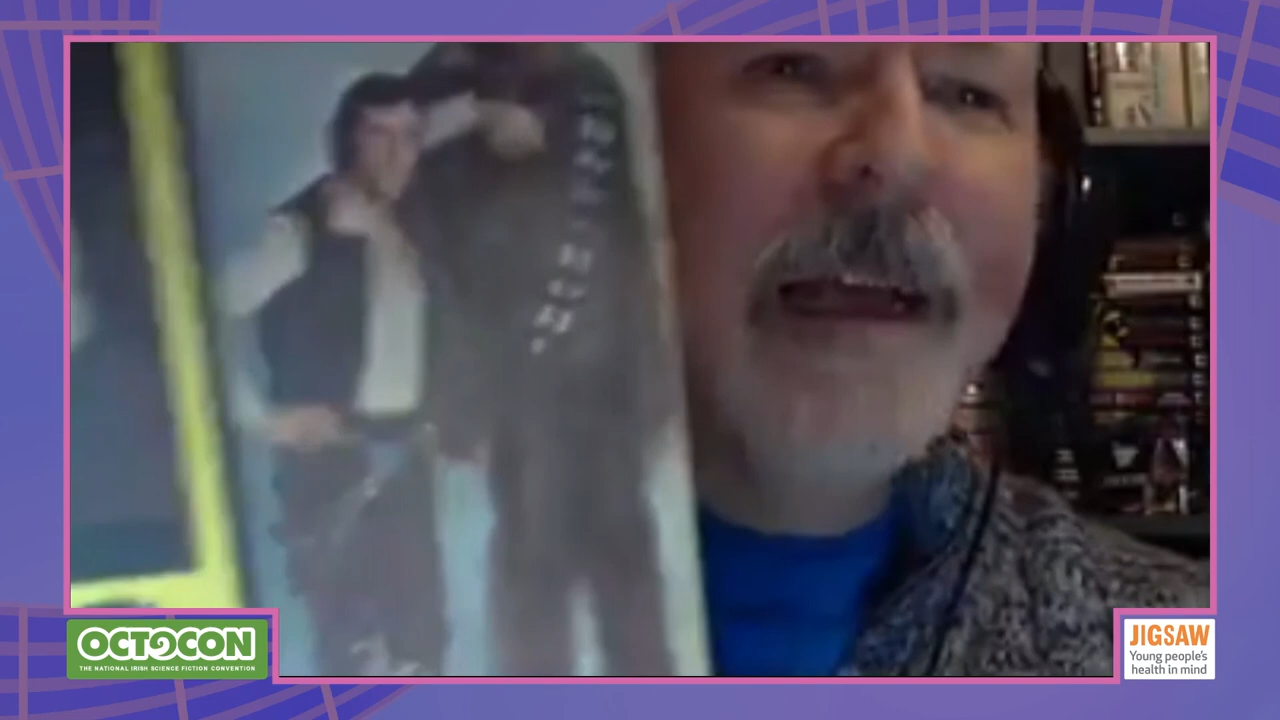 OCTOCON
THE NATIONAL IRISH SCIENCE FICTION CONVENTION
JIGSAW
Young people's
health in mind